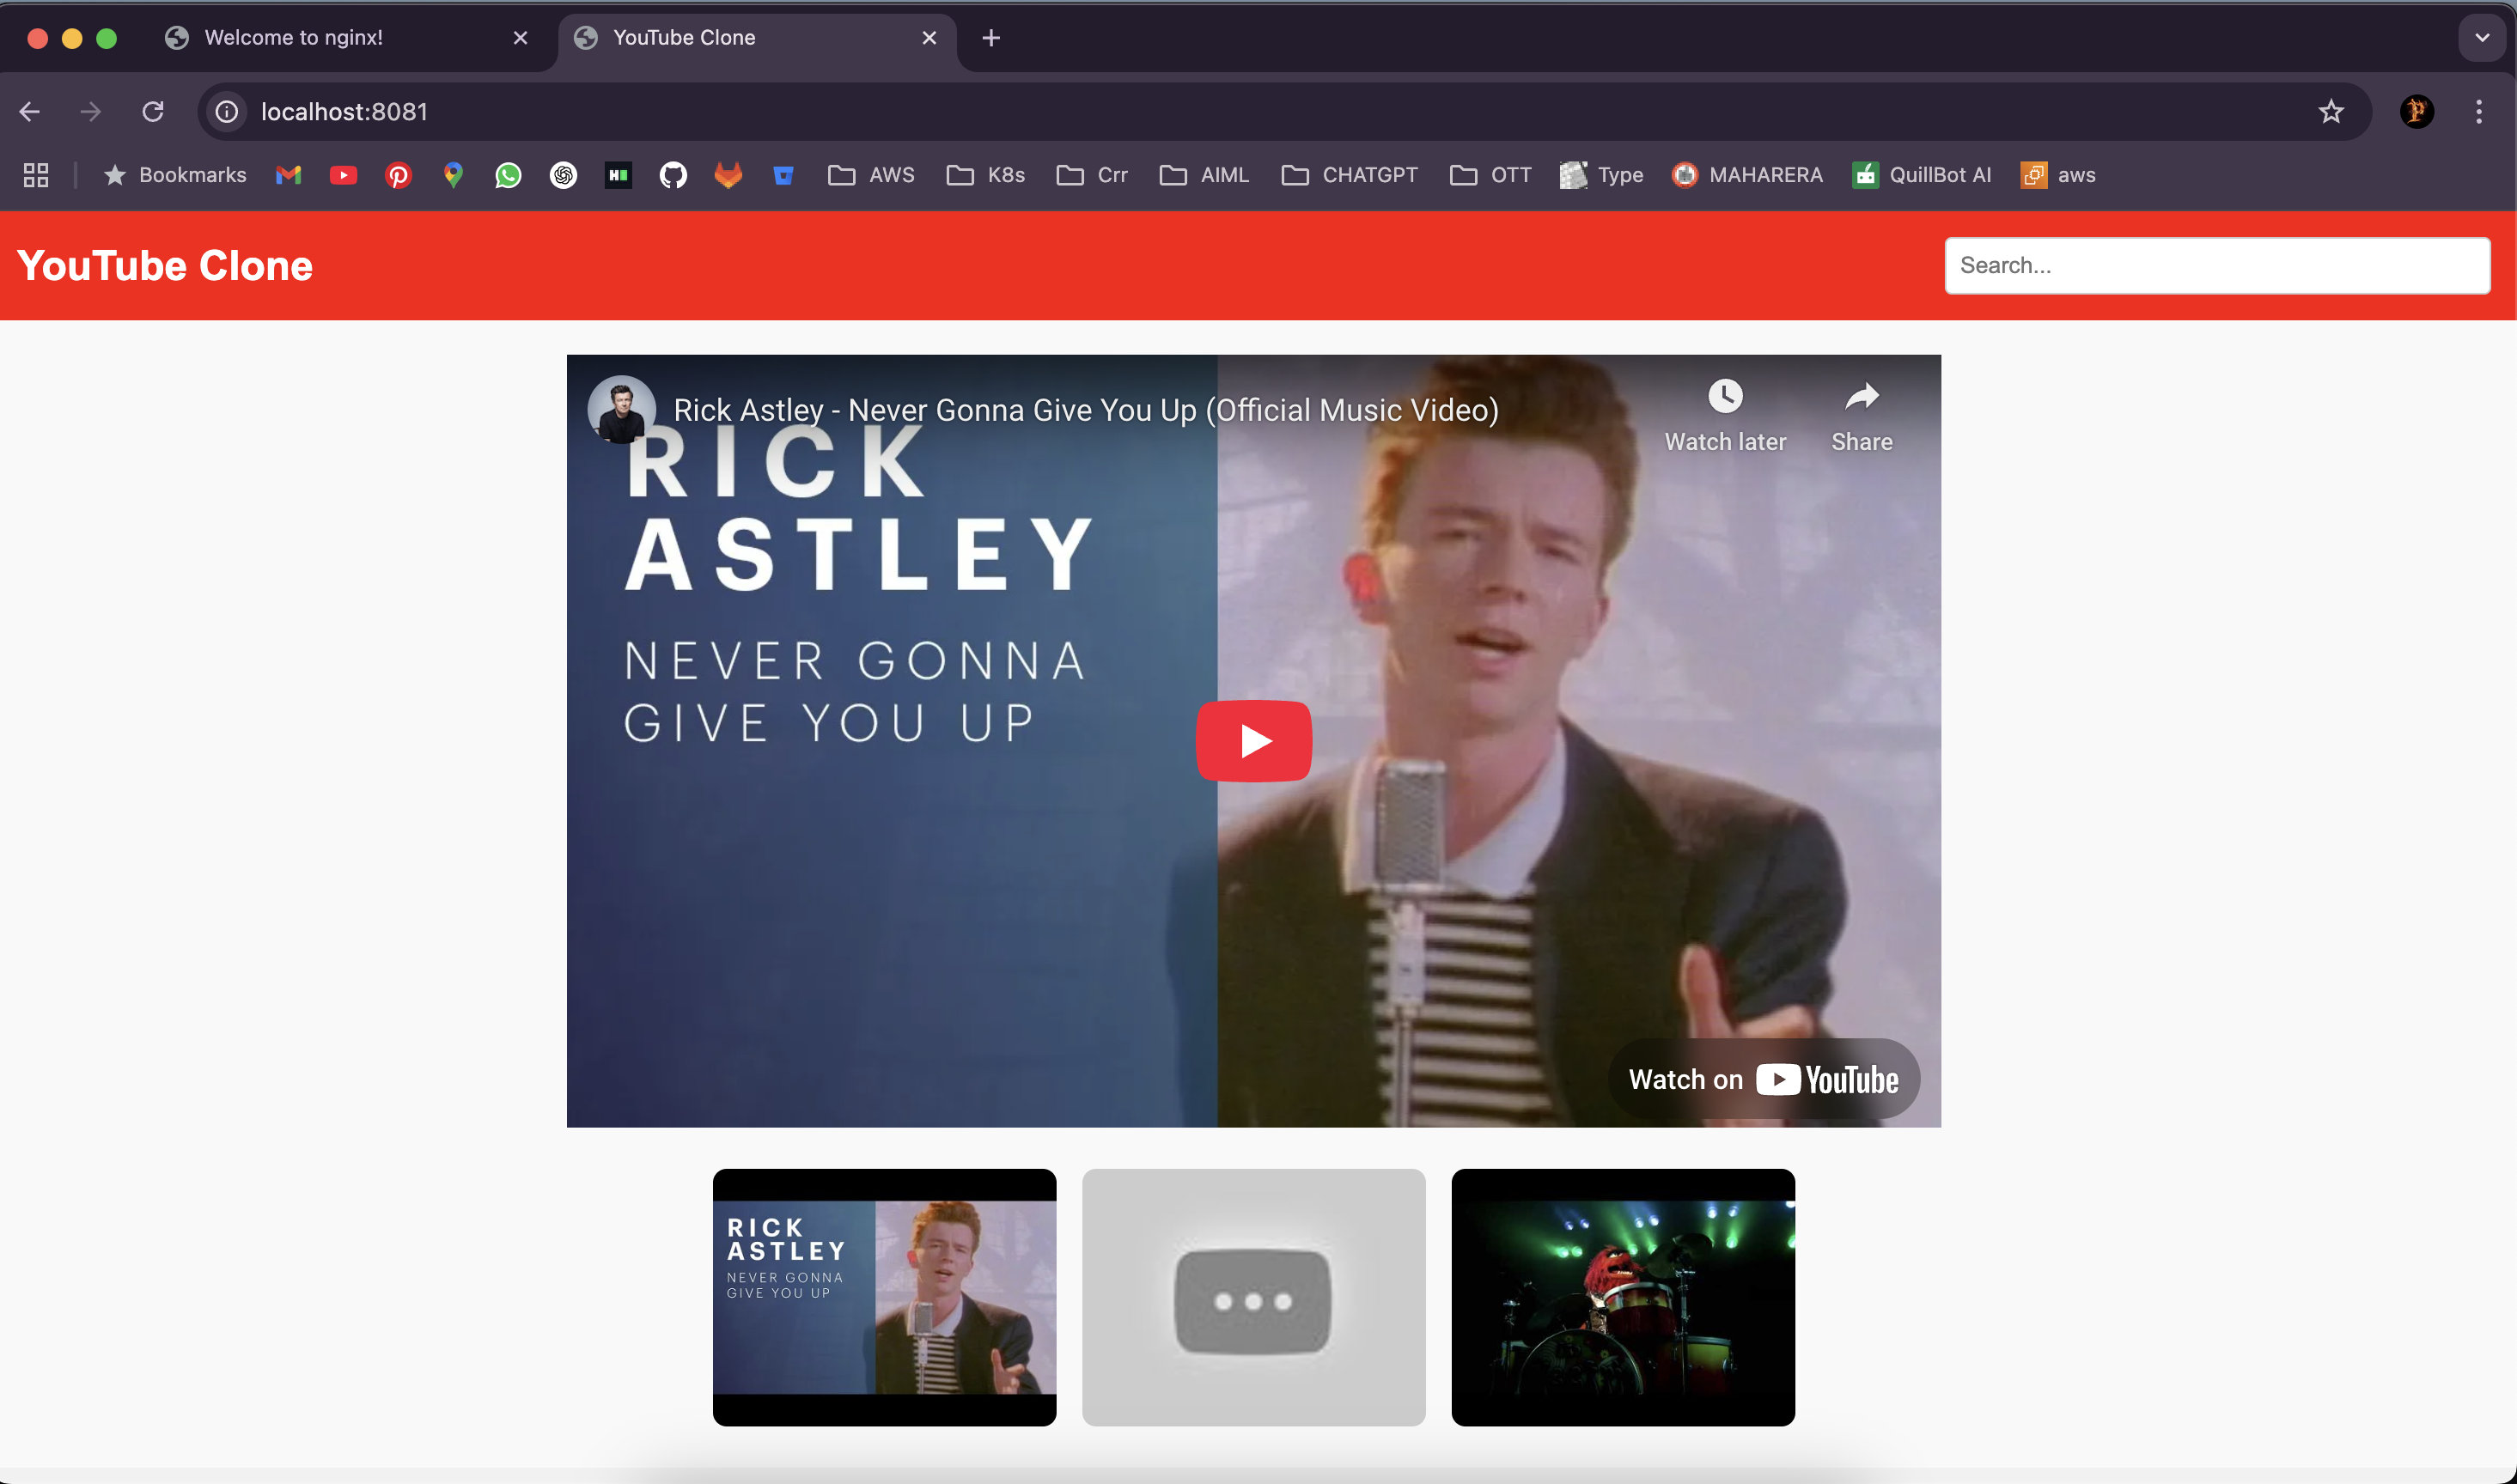 Welcome to nginx!
YouTube Clone
localhost:8081
Bookmarks
AWS
K8s
Crr
AIML
CHATGPT
OTT
Type
MAHARERA
QuillBot AI
aws
YouTube Clone
Search...
Rick Astley - Never Gonna Give You Up (Official Music Video)
Watch later
Share
RICK
ASTLEY
NEVER GONNA
GIVE YOU UP
Watch on YouTube
RICK
ASTLEY
NEVER GONNA
GIVE YOU UP